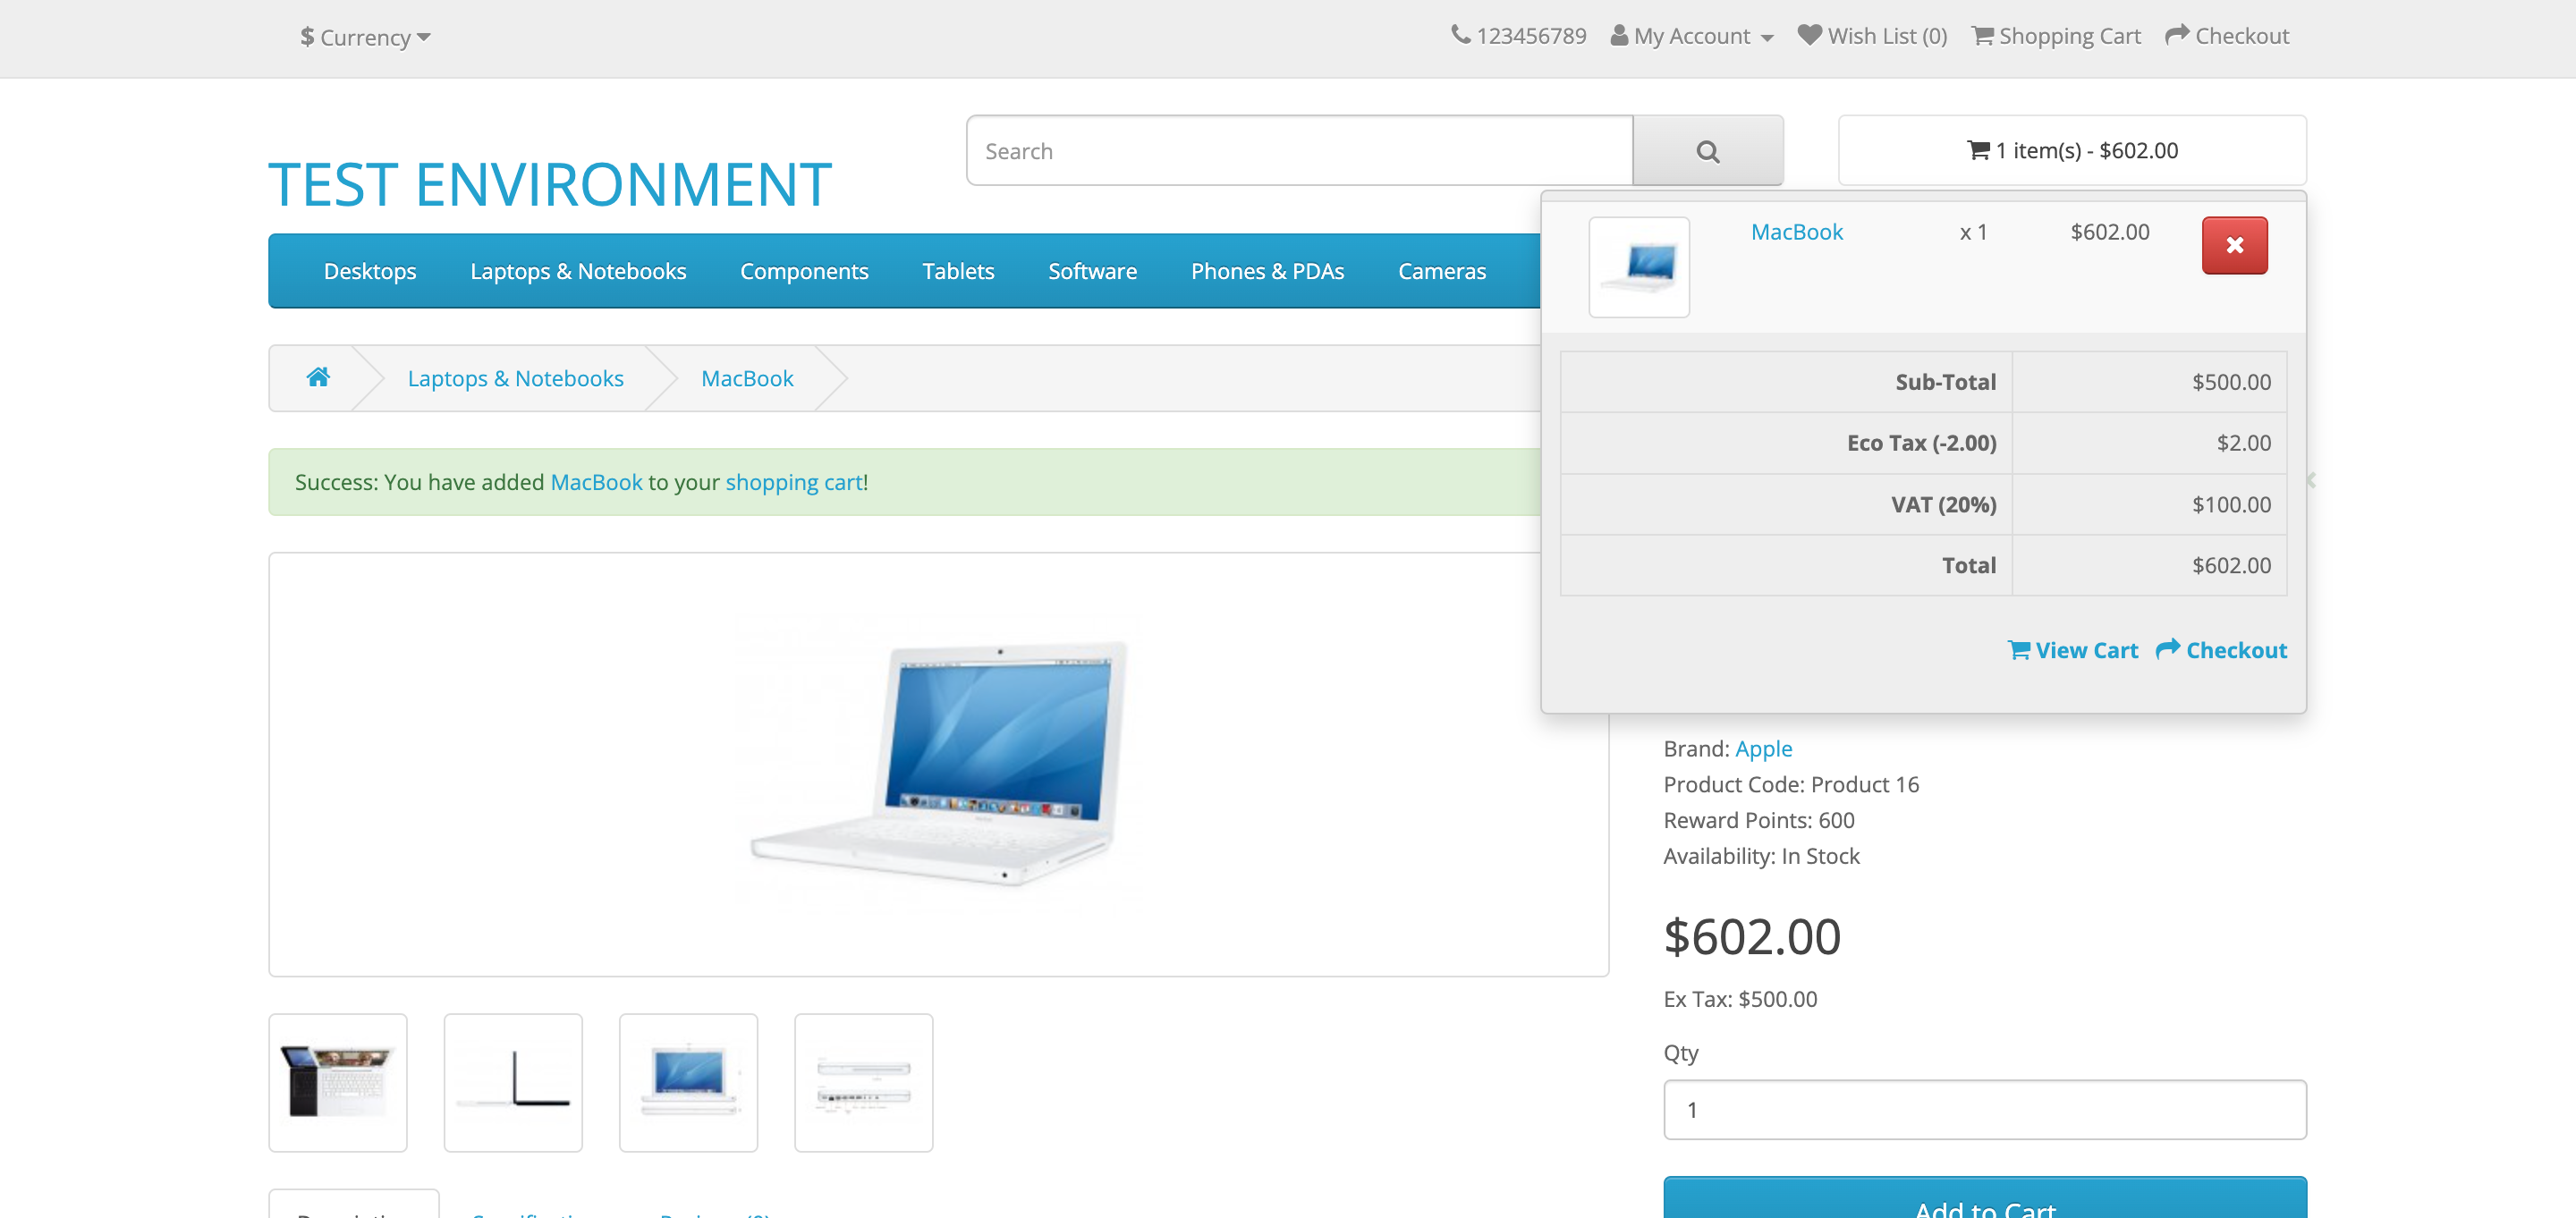 $ Currency
123456789 My Account Wish List (0) Shopping Cart Checkout
TEST ENVIRONMENT
Search
1 item(s) - $602.00
Desktops Laptops & Notebooks Components Tablets Software Phones & PDAs Cameras
MacBook x 1 $602.00
Sub-Total $500.00
Eco Tax (-2.00) $2.00
VAT (20%) $100.00
Total $602.00
View Cart Checkout
Laptops & Notebooks MacBook
Success: You have added MacBook to your shopping cart!
Brand: Apple
Product Code: Product 16
Reward Points: 600
Availability: In Stock
$602.00
Ex Tax: $500.00
Qty
1
Add to Cart